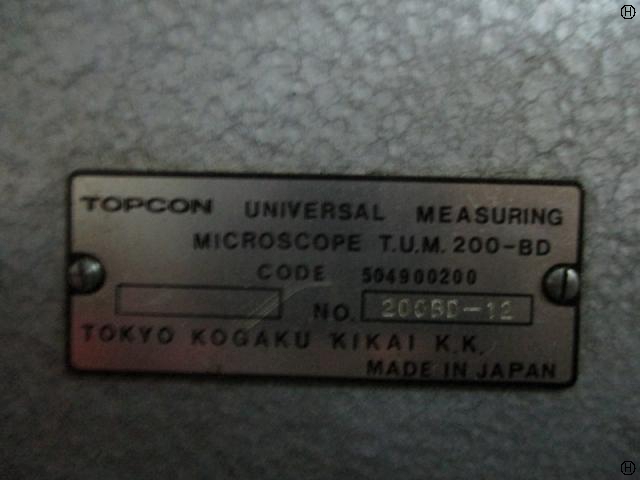 TOPCON UNIVERSAL MEASURING
MICROSCOPE T.U.M. 200-BD
CODE 504900200
NO. 200BD-12
TOKYO KOGAKU KIKAI K.K.
MADE IN JAPAN
H
H